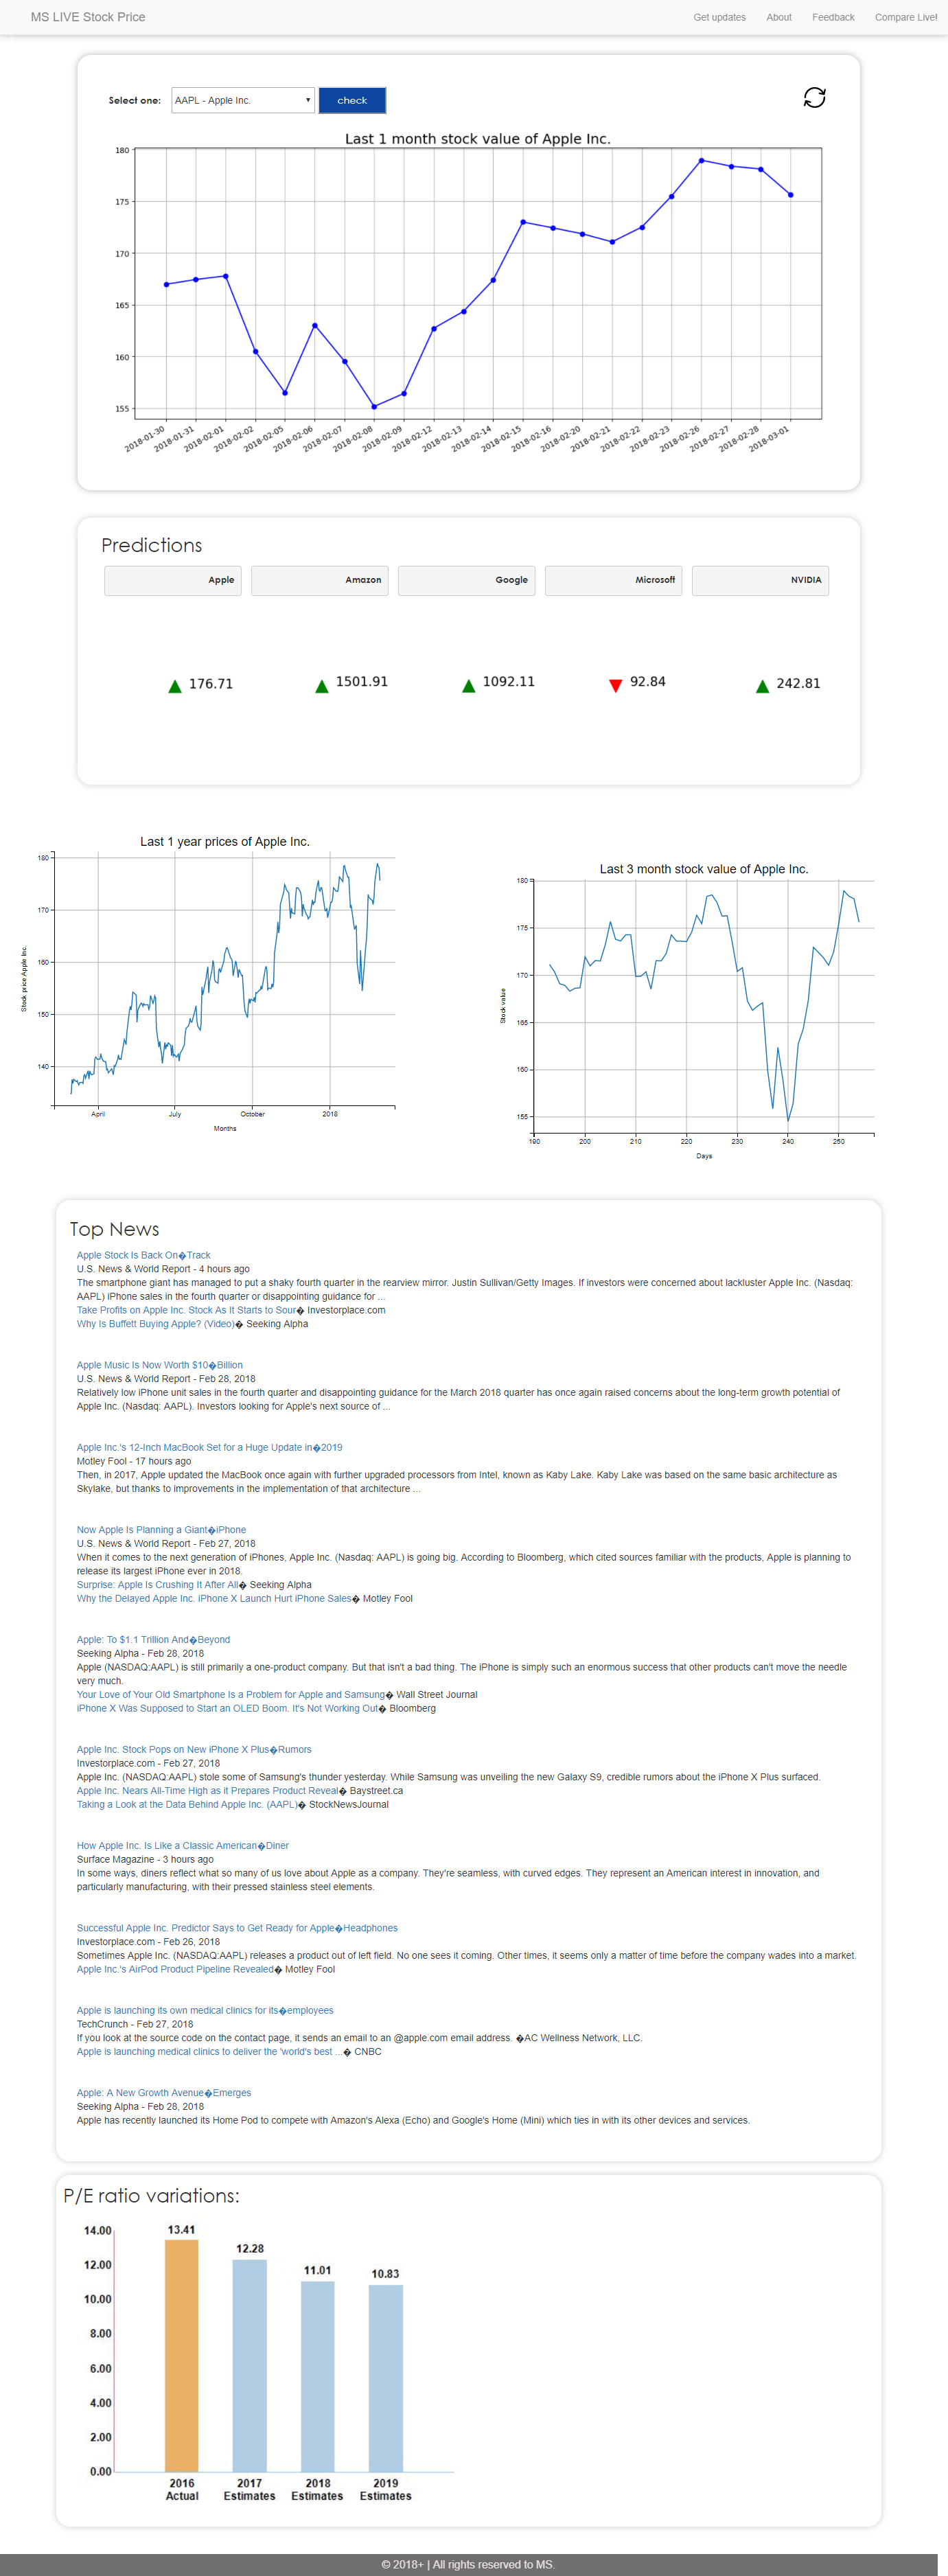 MS LIVE Stock Price
Get updates About Feedback Compare Live!
Select one: AAPL - Apple Inc. check
Last 1 month stock value of Apple Inc.
180
175
170
165
160
155
2018-01-30 2018-01-31 2018-02-01 2018-02-02 2018-02-05 2018-02-06 2018-02-07 2018-02-08 2018-02-09 2018-02-12 2018-02-13 2018-02-14 2018-02-15 2018-02-16 2018-02-20 2018-02-21 2018-02-22 2018-02-23 2018-02-26 2018-02-27 2018-02-28 2018-03-01
Predictions
Apple Amazon Google Microsoft NVIDIA
176.71 1501.91 1092.11 92.84 242.81
Last 1 year prices of Apple Inc.
180
170
160
150
140
Stock price Apple Inc.
April July October 2018
Months
Last 3 month stock value of Apple Inc.
180
175
170
165
160
155
Stock value
190 200 210 220 230 240 250
Days
Top News
Apple Stock Is Back On�Track
U.S. News & World Report - 4 hours ago
The smartphone giant has managed to put a shaky fourth quarter in the rearview mirror. Justin Sullivan/Getty Images. If investors were concerned about lackluster Apple Inc. (Nasdaq:
AAPL) iPhone sales in the fourth quarter or disappointing guidance for ...
Take Profits on Apple Inc. Stock As It Starts to Sour� Investorplace.com
Why Is Buffett Buying Apple? (Video)� Seeking Alpha
Apple Music Is Now Worth $10�Billion
U.S. News & World Report - Feb 28, 2018
Relatively low iPhone unit sales in the fourth quarter and disappointing guidance for the March 2018 quarter has once again raised concerns about the long-term growth potential of
Apple Inc. (Nasdaq: AAPL). Investors looking for Apple's next source of ...
Apple Inc.'s 12-Inch MacBook Set for a Huge Update in�2019
Motley Fool - 17 hours ago
Then, in 2017, Apple updated the MacBook once again with further upgraded processors from Intel, known as Kaby Lake. Kaby Lake was based on the same basic architecture as
Skylake, but thanks to improvements in the implementation of that architecture ...
Now Apple Is Planning a Giant�iPhone
U.S. News & World Report - Feb 27, 2018
When it comes to the next generation of iPhones, Apple Inc. (Nasdaq: AAPL) is going big. According to Bloomberg, which cited sources familiar with the products, Apple is planning to
release its largest iPhone ever in 2018.
Surprise: Apple Is Crushing It After All� Seeking Alpha
Why the Delayed Apple Inc. iPhone X Launch Hurt iPhone Sales� Motley Fool
Apple: To $1.1 Trillion And�Beyond
Seeking Alpha - Feb 28, 2018
Apple (NASDAQ:AAPL) is still primarily a one-product company. But that isn't a bad thing. The iPhone is simply such an enormous success that other products can't move the needle
very much.
Your Love of Your Old Smartphone Is a Problem for Apple and Samsung� Wall Street Journal
iPhone X Was Supposed to Start an OLED Boom. It's Not Working Out� Bloomberg
Apple Inc. Stock Pops on New iPhone X Plus�Rumors
Investorplace.com - Feb 27, 2018
Apple Inc. (NASDAQ:AAPL) stole some of Samsung's thunder yesterday. While Samsung was unveiling the new Galaxy S9, credible rumors about the iPhone X Plus surfaced.
Apple Inc. Nears All-Time High as it Prepares Product Reveal� Baystreet.ca
Taking a Look at the Data Behind Apple Inc. (AAPL)� StockNewsJournal
How Apple Inc. Is Like a Classic American�Diner
Surface Magazine - 3 hours ago
In some ways, diners reflect what so many of us love about Apple as a company. They're seamless, with curved edges. They represent an American interest in innovation, and
particularly manufacturing, with their pressed stainless steel elements.
Successful Apple Inc. Predictor Says to Get Ready for Apple�Headphones
Investorplace.com - Feb 26, 2018
Sometimes Apple Inc. (NASDAQ:AAPL) releases a product out of left field. No one sees it coming. Other times, it seems only a matter of time before the company wades into a market.
Apple Inc.'s AirPod Product Pipeline Revealed� Motley Fool
Apple is launching its own medical clinics for its�employees
TechCrunch - Feb 27, 2018
If you look at the source code on the contact page, it sends an email to an @apple.com email address. �AC Wellness Network, LLC.
Apple is launching medical clinics to deliver the 'world's best ...� CNBC
Apple: A New Growth Avenue�Emerges
Seeking Alpha - Feb 28, 2018
Apple has recently launched its Home Pod to compete with Amazon's Alexa (Echo) and Google's Home (Mini) which ties in with its other devices and services.
P/E ratio variations:
14.00
12.00
10.00
8.00
6.00
4.00
2.00
0.00
13.41 12.28 11.01 10.83
2016 2017 2018 2019
Actual Estimates Estimates Estimates
© 2018+ | All rights reserved to MS.